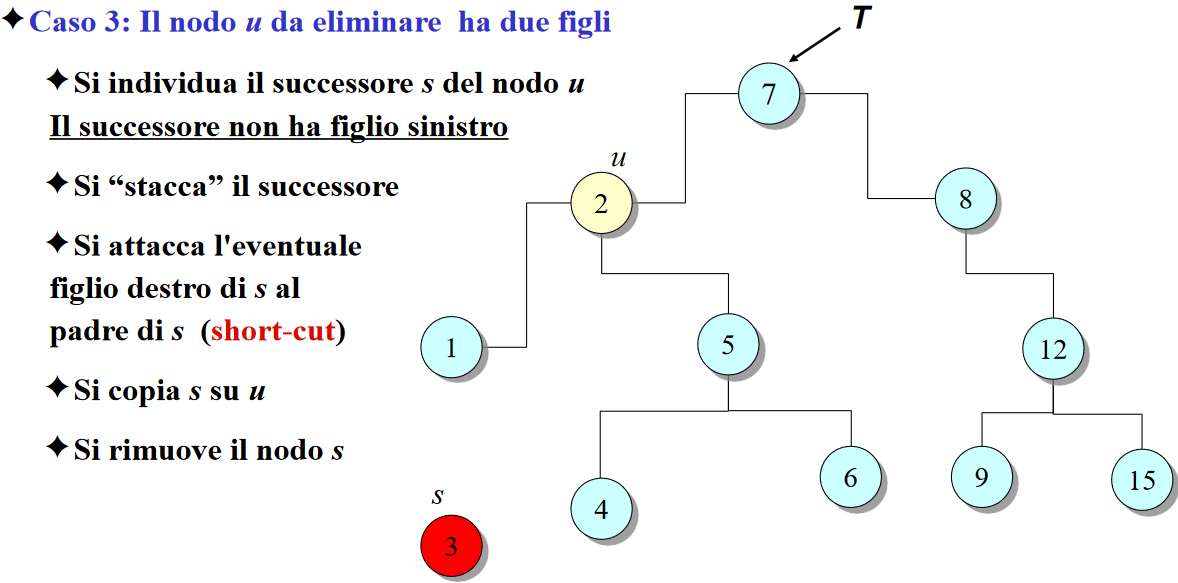 ✦Caso 3: Il nodo u da eliminare ha due figli
✦Si individua il successore s del nodo u
Il successore non ha figlio sinistro
✦Si “stacca” il successore
✦Si attacca l'eventuale
figlio destro di s al
padre di s (short-cut)
✦Si copia s su u
✦Si rimuove il nodo s
T
7
u
2
8
1
5
12
4
6
9
15
s
3